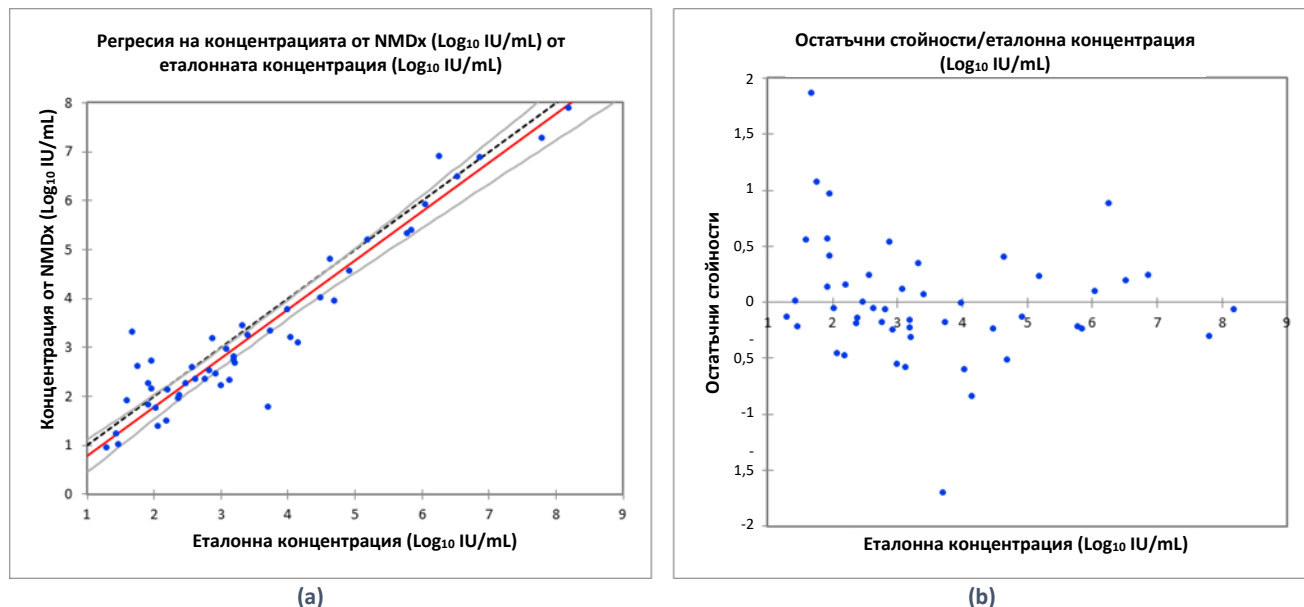 Регресия на концентрацията от NMDx (Log₁₀ IU/mL) от
еталонната концентрация (Log₁₀ IU/mL)
Концентрация от NMDx (Log₁₀ IU/mL)
8
7
6
5
4
3
2
1
0
1 2 3 4 5 6 7 8 9
Еталонна концентрация (Log₁₀ IU/mL)
(a)
Остатъчни стойности/еталонна концентрация
(Log₁₀ IU/mL)
Остатъчни стойности
2
1,5
1
0,5
0
1 2 3 4 5 6 7 8 9
-
0,5
-1
-
1,5
-2
Еталонна концентрация (Log₁₀ IU/mL)
(b)